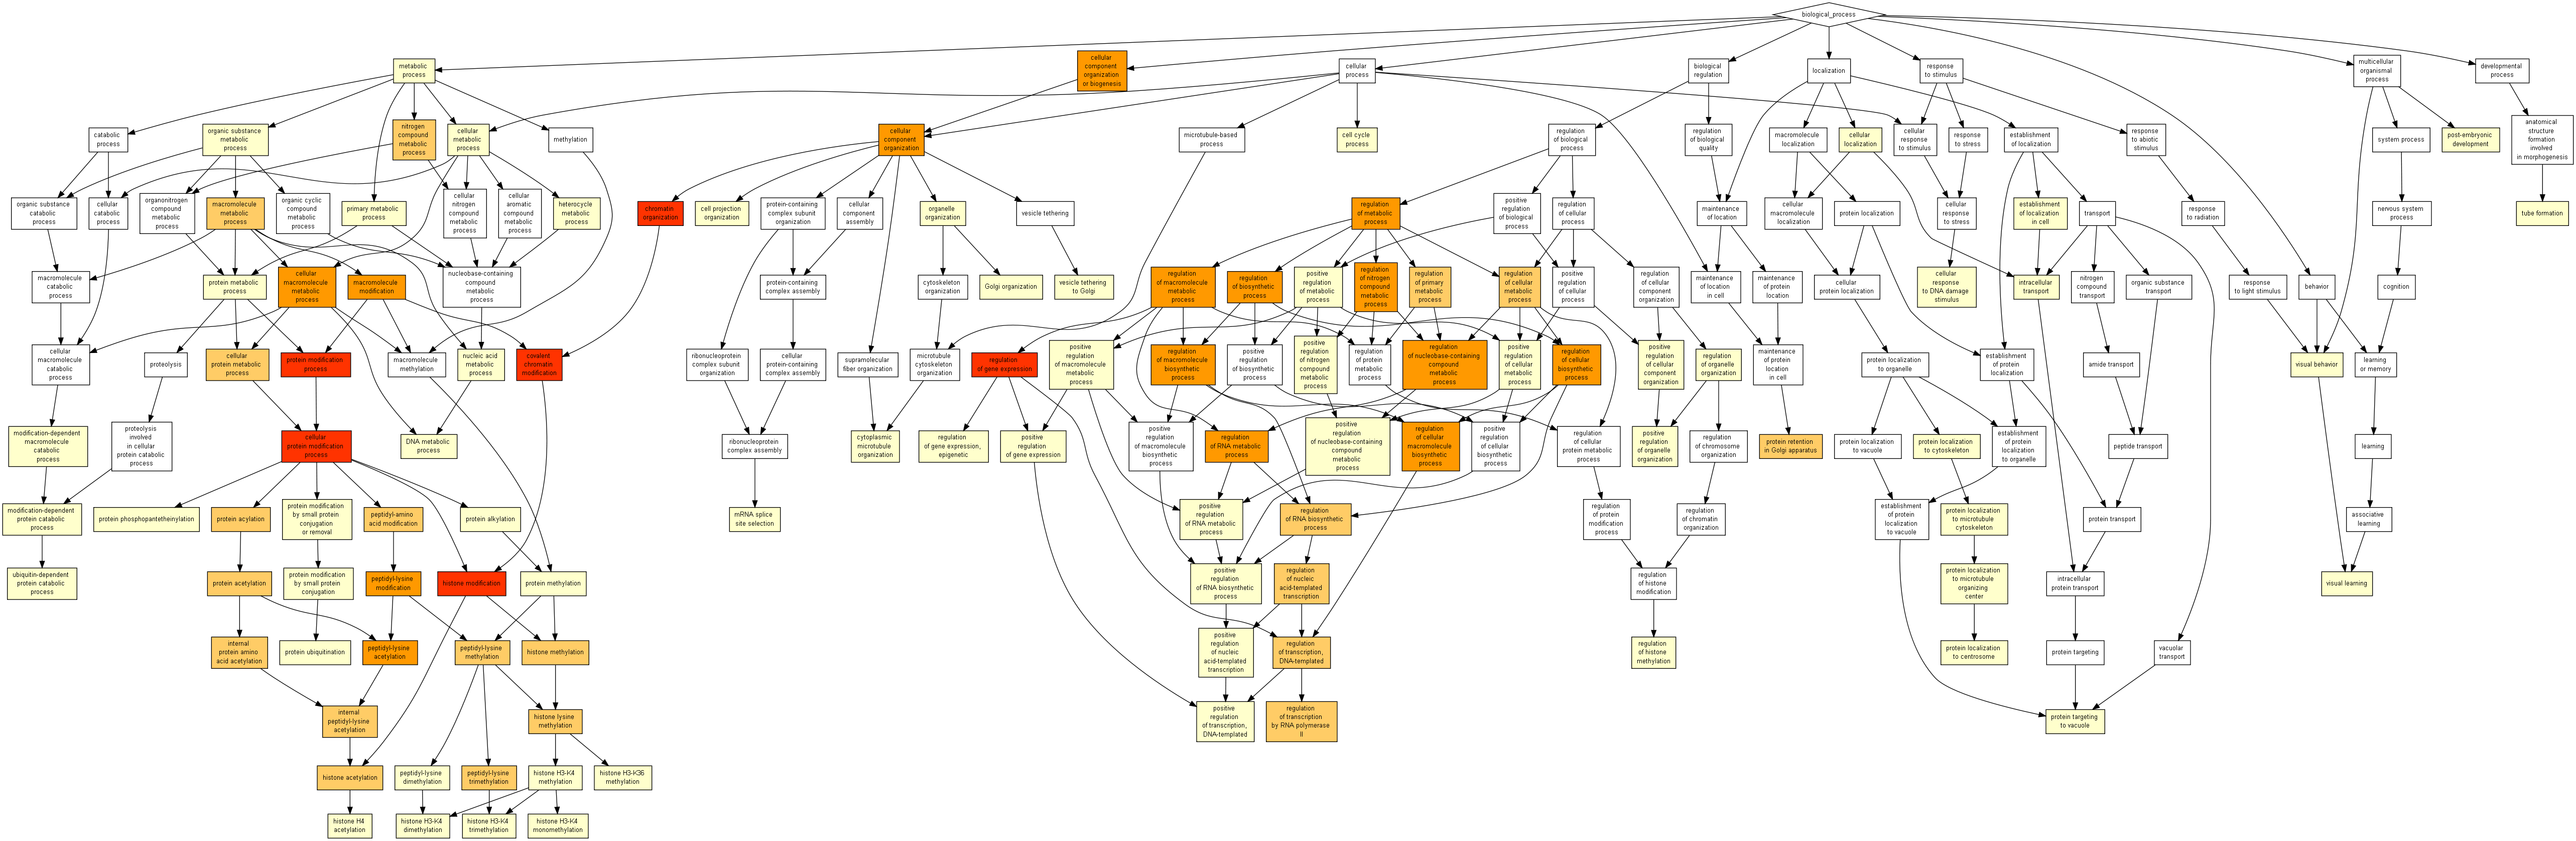 biological_process
metabolic
process
cellular
component
organization
or biogenesis
cellular
process
biological
regulation
localization
response
to stimulus
multicellular
organismal
process
developmental
process
catabolic
process
organic substance
metabolic
process
nitrogen
compound
metabolic
process
cellular
metabolic
process
methylation
cellular
component
organization
microtubule-based
process
cell cycle
process
regulation
of biological
process
regulation
of biological
quality
macromolecule
localization
cellular
localization
cellular
response
to stimulus
response
to stress
establishment
of localization
response
to abiotic
stimulus
system process
post-embryonic
development
anatomical
structure
formation
involved
in morphogenesis
organic substance
catabolic
process
cellular
catabolic
process
organonitrogen
compound
metabolic
process
macromolecule
metabolic
process
organic cyclic
compound
metabolic
process
primary metabolic
process
cellular
nitrogen
compound
metabolic
process
cellular
aromatic
compound
metabolic
process
heterocycle
metabolic
process
chromatin
organization
cell projection
organization
protein-containing
complex subunit
organization
cellular
component
assembly
organelle
organization
vesicle tethering
regulation
of metabolic
process
positive
regulation
of biological
process
regulation
of cellular
process
maintenance
of location
cellular
macromolecule
localization
protein localization
cellular
response
to stress
establishment
of localization
in cell
transport
response
to radiation
nervous system
process
tube formation
macromolecule
catabolic
process
protein metabolic
process
cellular
macromolecule
metabolic
process
macromolecule
modification
nucleobase-containing
compound
metabolic
process
protein-containing
complex assembly
cytoskeleton
organization
Golgi organization
vesicle tethering
to Golgi
regulation
of macromolecule
metabolic
process
regulation
of biosynthetic
process
positive
regulation
of metabolic
process
regulation
of nitrogen
compound
metabolic
process
regulation
of primary
metabolic
process
regulation
of cellular
metabolic
process
positive
regulation
of cellular
process
regulation
of cellular
component
organization
maintenance
of location
in cell
maintenance
of protein
location
cellular
protein localization
cellular
response
to DNA damage
stimulus
intracellular
transport
nitrogen
compound
transport
organic substance
transport
response
to light stimulus
behavior
cognition
cellular
macromolecule
catabolic
process
proteolysis
cellular
protein metabolic
process
protein modification
process
macromolecule
methylation
nucleic acid
metabolic
process
covalent
chromatin
modification
ribonucleoprotein
complex subunit
organization
cellular
protein-containing
complex assembly
supramolecular
fiber organization
microtubule
cytoskeleton
organization
regulation
of gene expression
positive
regulation
of macromolecule
metabolic
process
regulation
of macromolecule
biosynthetic
process
positive
regulation
of biosynthetic
process
positive
regulation
of nitrogen
compound
metabolic
process
regulation
of protein
metabolic
process
regulation
of nucleobase-containing
compound
metabolic
process
positive
regulation
of cellular
metabolic
process
regulation
of cellular
biosynthetic
process
positive
regulation
of cellular
component
organization
regulation
of organelle
organization
maintenance
of protein
location
in cell
protein localization
to organelle
establishment
of protein
localization
amide transport
visual behavior
learning
or memory
modification-dependent
macromolecule
catabolic
process
proteolysis
involved
in cellular
protein catabolic
process
cellular
protein modification
process
DNA metabolic
process
ribonucleoprotein
complex assembly
cytoplasmic
microtubule
organization
regulation
of gene expression,
epigenetic
positive
regulation
of gene expression
positive
regulation
of macromolecule
biosynthetic
process
regulation
of RNA metabolic
process
positive
regulation
of nucleobase-containing
compound
metabolic
process
regulation
of cellular
macromolecule
biosynthetic
process
positive
regulation
of cellular
biosynthetic
process
regulation
of cellular
protein metabolic
process
positive
regulation
of organelle
organization
regulation
of chromosome
organization
protein retention
in Golgi apparatus
protein localization
to vacuole
protein localization
to cytoskeleton
establishment
of protein
localization
to organelle
peptide transport
learning
modification-dependent
protein catabolic
process
protein phosphopantetheinylation
protein acylation
protein modification
by small protein
conjugation
or removal
peptidyl-amino
acid modification
protein alkylation
mRNA splice
site selection
positive
regulation
of RNA metabolic
process
regulation
of RNA biosynthetic
process
regulation
of protein
modification
process
regulation
of chromatin
organization
establishment
of protein
localization
to vacuole
protein localization
to microtubule
cytoskeleton
protein transport
associative
learning
ubiquitin-dependent
protein catabolic
process
protein acetylation
protein modification
by small protein
conjugation
peptidyl-lysine
modification
histone modification
protein methylation
positive
regulation
of RNA biosynthetic
process
regulation
of nucleic
acid-templated
transcription
regulation
of histone
modification
protein localization
to microtubule
organizing
center
intracellular
protein transport
visual learning
internal
protein amino
acid acetylation
protein ubiquitination
peptidyl-lysine
acetylation
peptidyl-lysine
methylation
histone methylation
positive
regulation
of nucleic
acid-templated
transcription
regulation
of transcription,
DNA-templated
regulation
of histone
methylation
protein localization
to centrosome
protein targeting
vacuolar
transport
internal
peptidyl-lysine
acetylation
histone lysine
methylation
positive
regulation
of transcription,
DNA-templated
regulation
of transcription
by RNA polymerase
II
protein targeting
to vacuole
histone acetylation
peptidyl-lysine
dimethylation
peptidyl-lysine
trimethylation
histone H3-K4
methylation
histone H3-K36
methylation
histone H4
acetylation
histone H3-K4
dimethylation
histone H3-K4
trimethylation
histone H3-K4
monomethylation